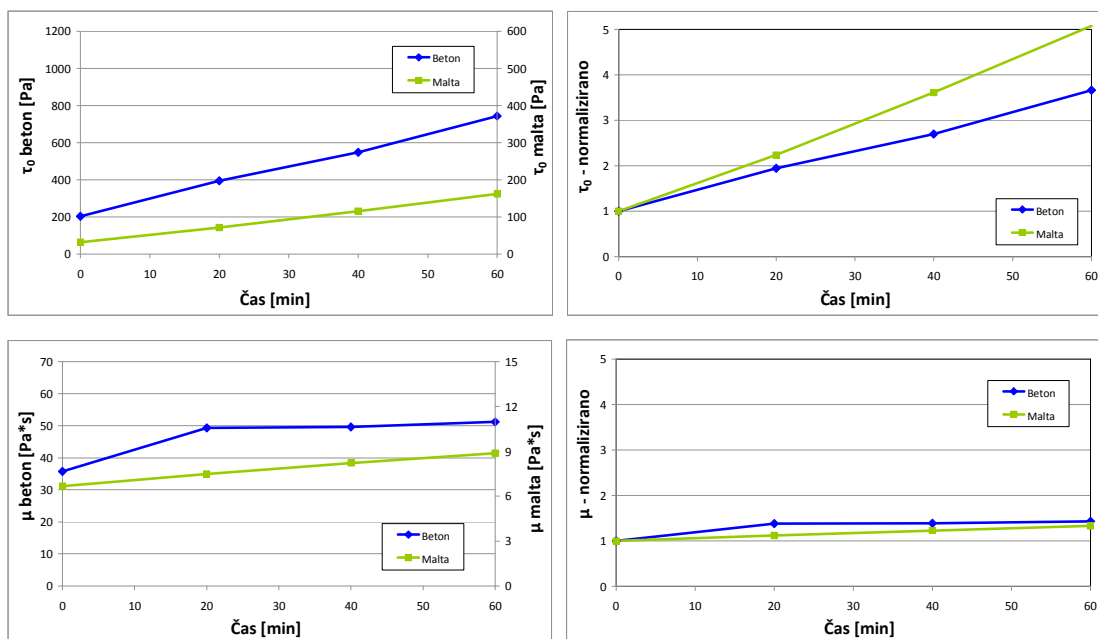 τ₀ beton [Pa]
1200
1000
800
600
400
200
0
0 10 20 30 40 50 60
Čas [min]
600
500
400
300
200
100
0
τ₀ malta [Pa]
Beton
Malta
τ₀ - normalizirano
5
4
3
2
1
0
0 10 20 30 40 50 60
Čas [min]
Beton
Malta
μ beton [Pa*s]
70
60
50
40
30
20
10
0
0 10 20 30 40 50 60
Čas [min]
15
12
9
6
3
0
μ malta [Pa*s]
Beton
Malta
μ - normalizirano
5
4
3
2
1
0
0 10 20 30 40 50 60
Čas [min]
Beton
Malta